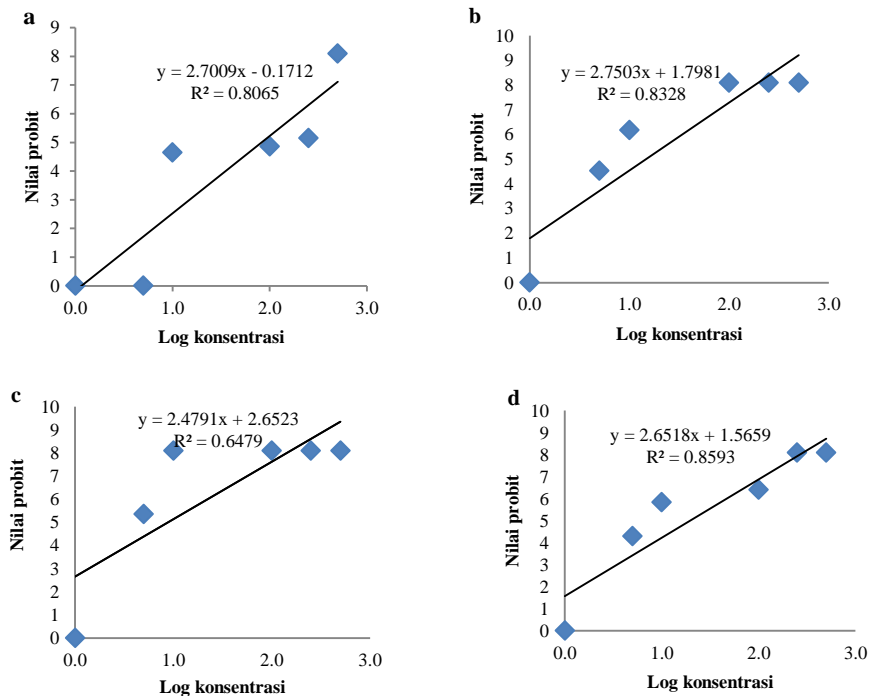 a
y = 2.7009x - 0.1712
R² = 0.8065
Nilai probit
9
8
7
6
5
4
3
2
1
0
0.0 1.0 2.0 3.0
Log konsentrasi
b
y = 2.7503x + 1.7981
R² = 0.8328
Nilai probit
10
9
8
7
6
5
4
3
2
1
0
0.0 1.0 2.0 3.0
Log konsentrasi
c
y = 2.4791x + 2.6523
R² = 0.6479
Nilai probit
10
9
8
7
6
5
4
3
2
1
0
0.0 1.0 2.0 3.0
Log konsentrasi
d
y = 2.6518x + 1.5659
R² = 0.8593
Nilai probit
10
9
8
7
6
5
4
3
2
1
0
0.0 1.0 2.0 3.0
Log konsentrasi